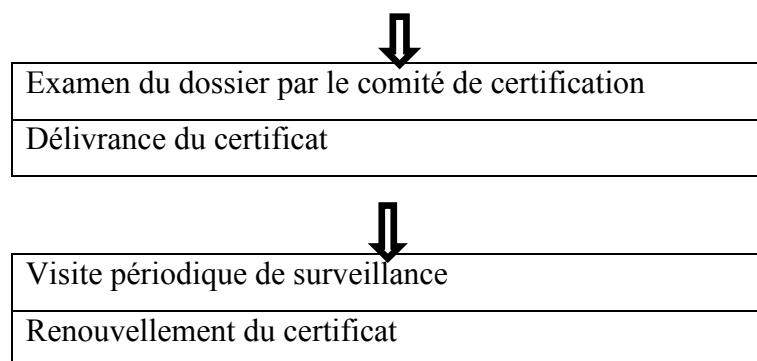 Examen du dossier par le comité de certification
Délivrance du certificat
Visite périodique de surveillance
Renouvellement du certificat